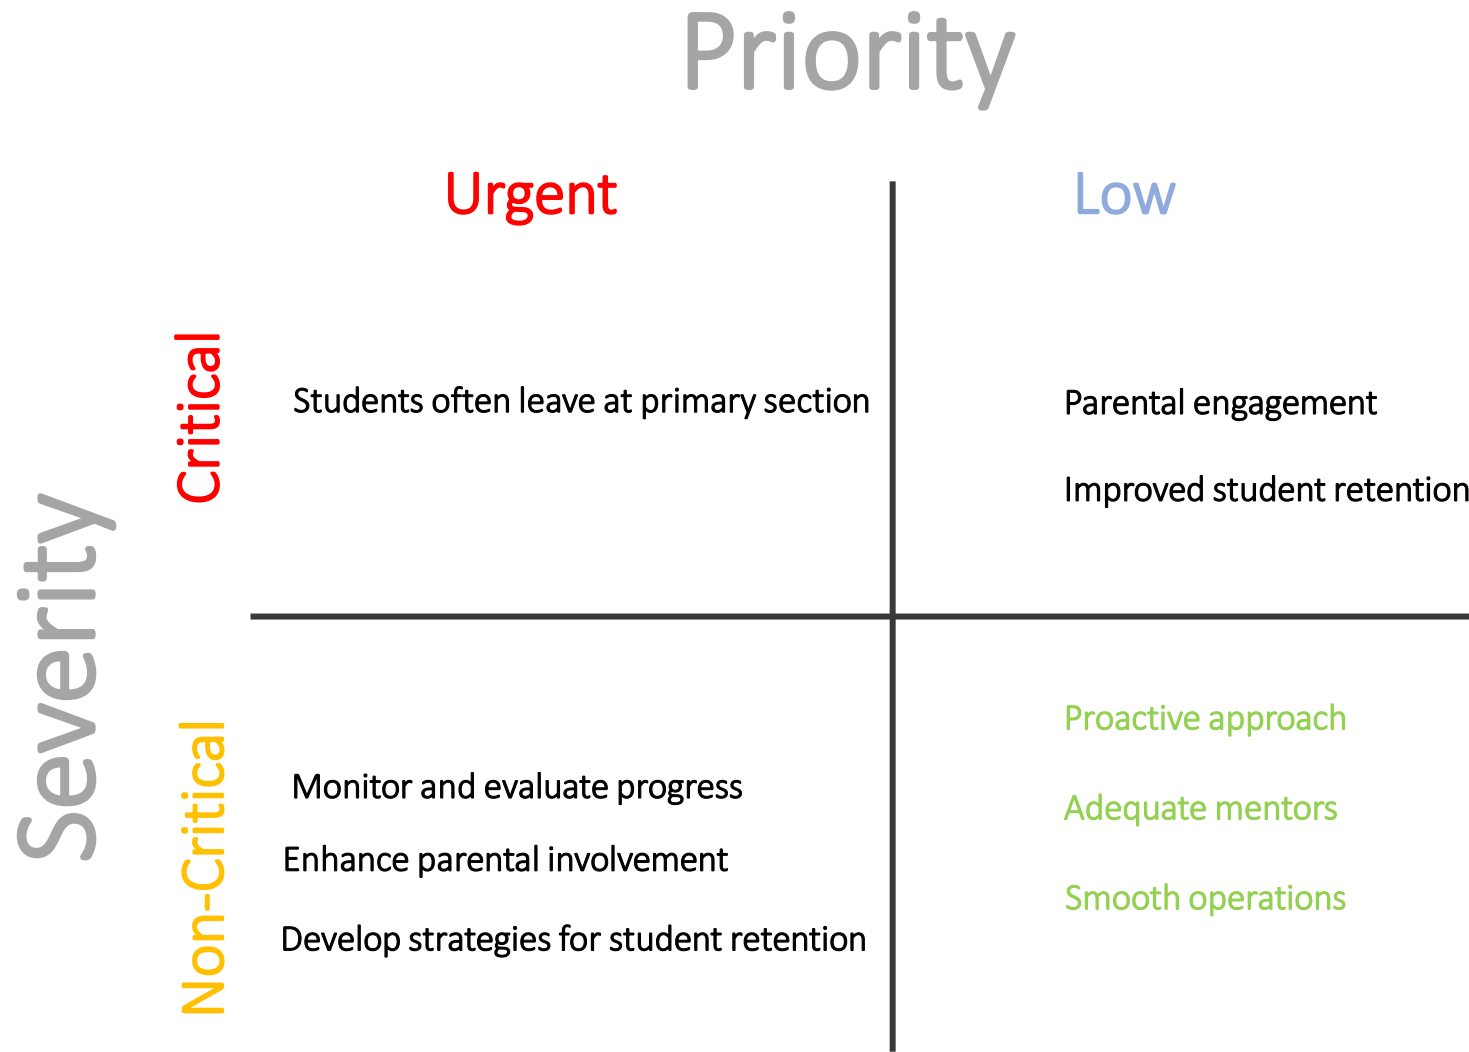 Priority
Urgent
Low
Severity
Critical
Students often leave at primary section
Parental engagement
Improved student retention
Non-Critical
Monitor and evaluate progress
Enhance parental involvement
Develop strategies for student retention
Proactive approach
Adequate mentors
Smooth operations